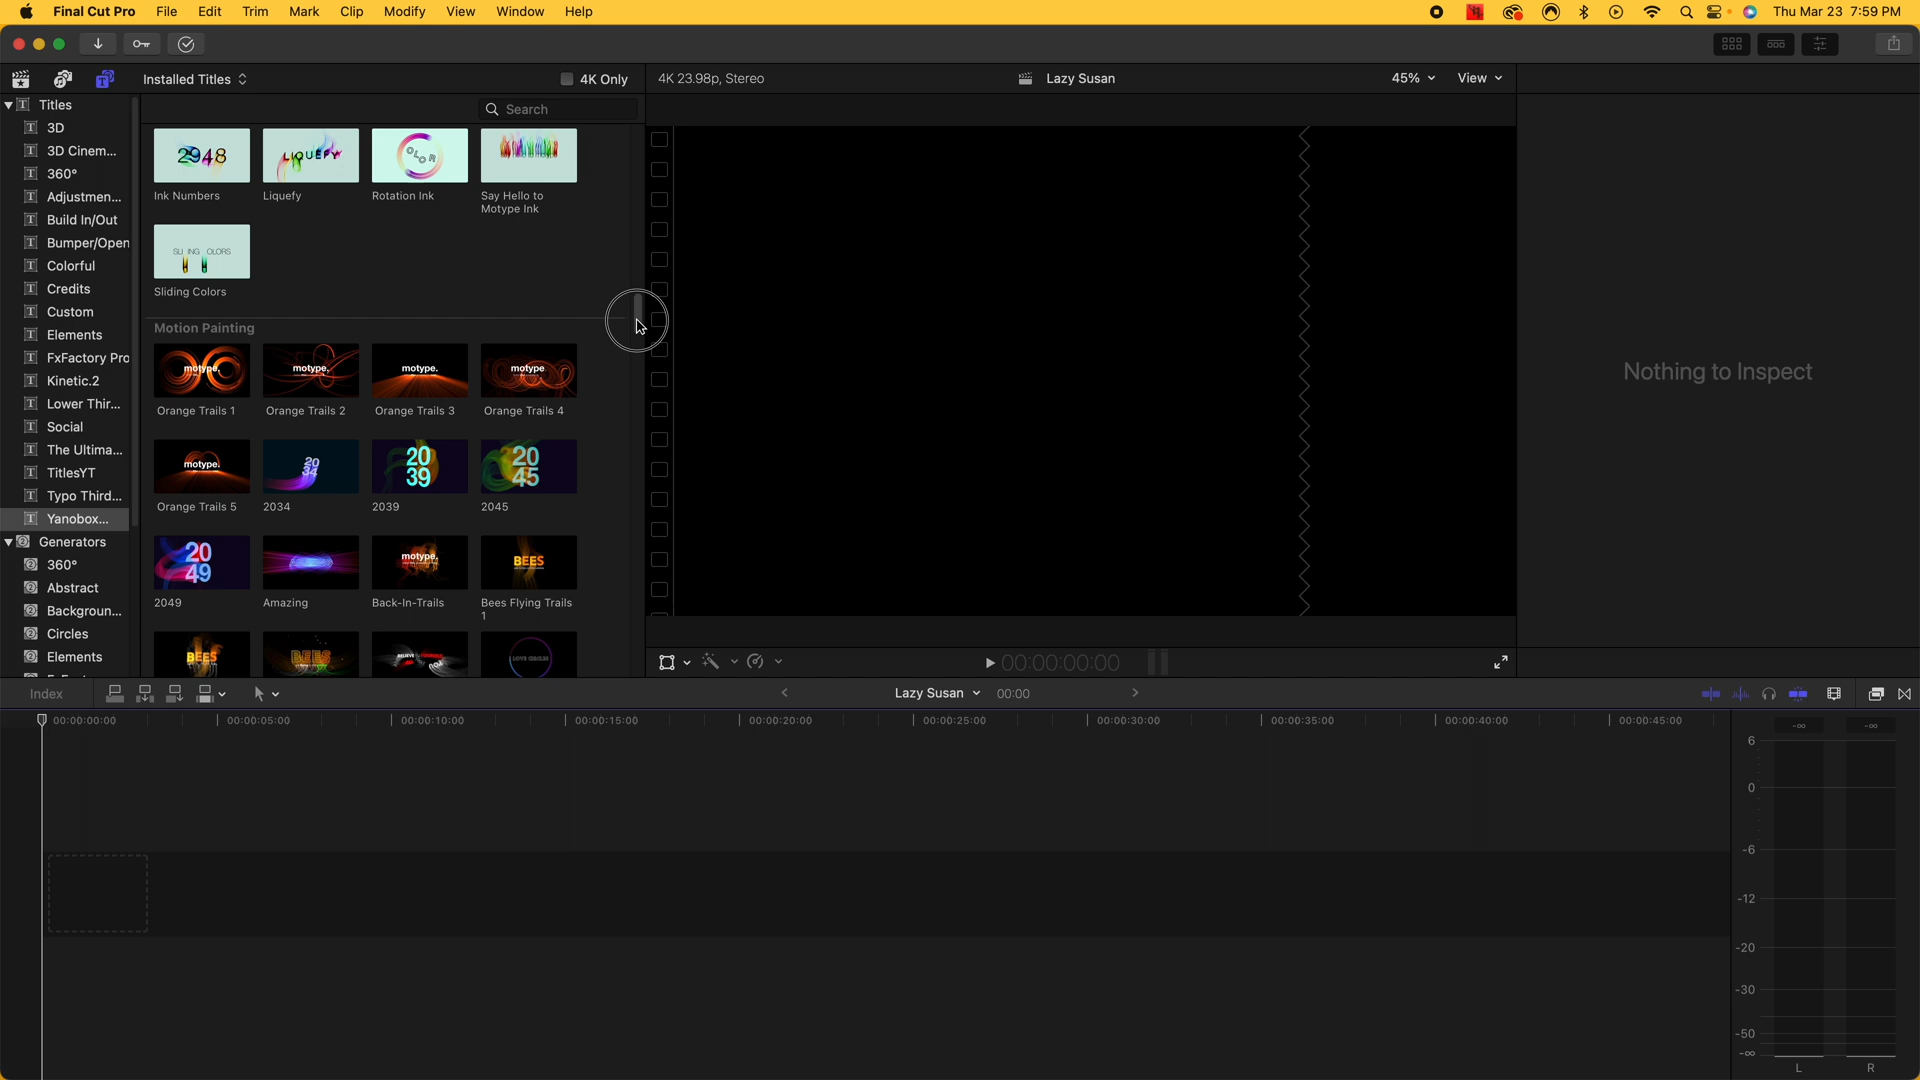 Final Cut Pro File Edit Trim Mark Clip Modify View Window Help Thu Mar 23 7:59 PM
Installed Titles 4K Only 4K 23.98p, Stereo Lazy Susan 45% View
Search
Titles
3D
3D Cinem...
360°
Adjustmen...
Build In/Out
Bumper/Open
Colorful
Credits
Custom
Elements
FxFactory Pro
Kinetic.2
Lower Thir...
Social
The Ultima...
TitlesYT
Typo Third...
Yanobox...
Generators
360°
Abstract
Backgroun...
Circles
Elements
2948 LIQUEFY OLOR
Ink Numbers Liquefy Rotation Ink Say Hello to
Motype Ink
SLI ING OLORS
Sliding Colors
Motion Painting
motype. motype. motype. motype
Orange Trails 1 Orange Trails 2 Orange Trails 3 Orange Trails 4
motype. 20 34 20 39 20 45
Orange Trails 5 2034 2039 2045
20 49 motype. BEES
2049 Amazing Back-In-Trails Bees Flying Trails
1
BEES BEES LOVE CIRCLES
Nothing to Inspect
00:00:00:00
Index Lazy Susan 00:00
00:00:00:00 00:00:05:00 00:00:10:00 00:00:15:00 00:00:20:00 00:00:25:00 00:00:30:00 00:00:35:00 00:00:40:00 00:00:45:00
-∞ -∞
6
0
-6
-12
-20
-30
-50
-∞
L R